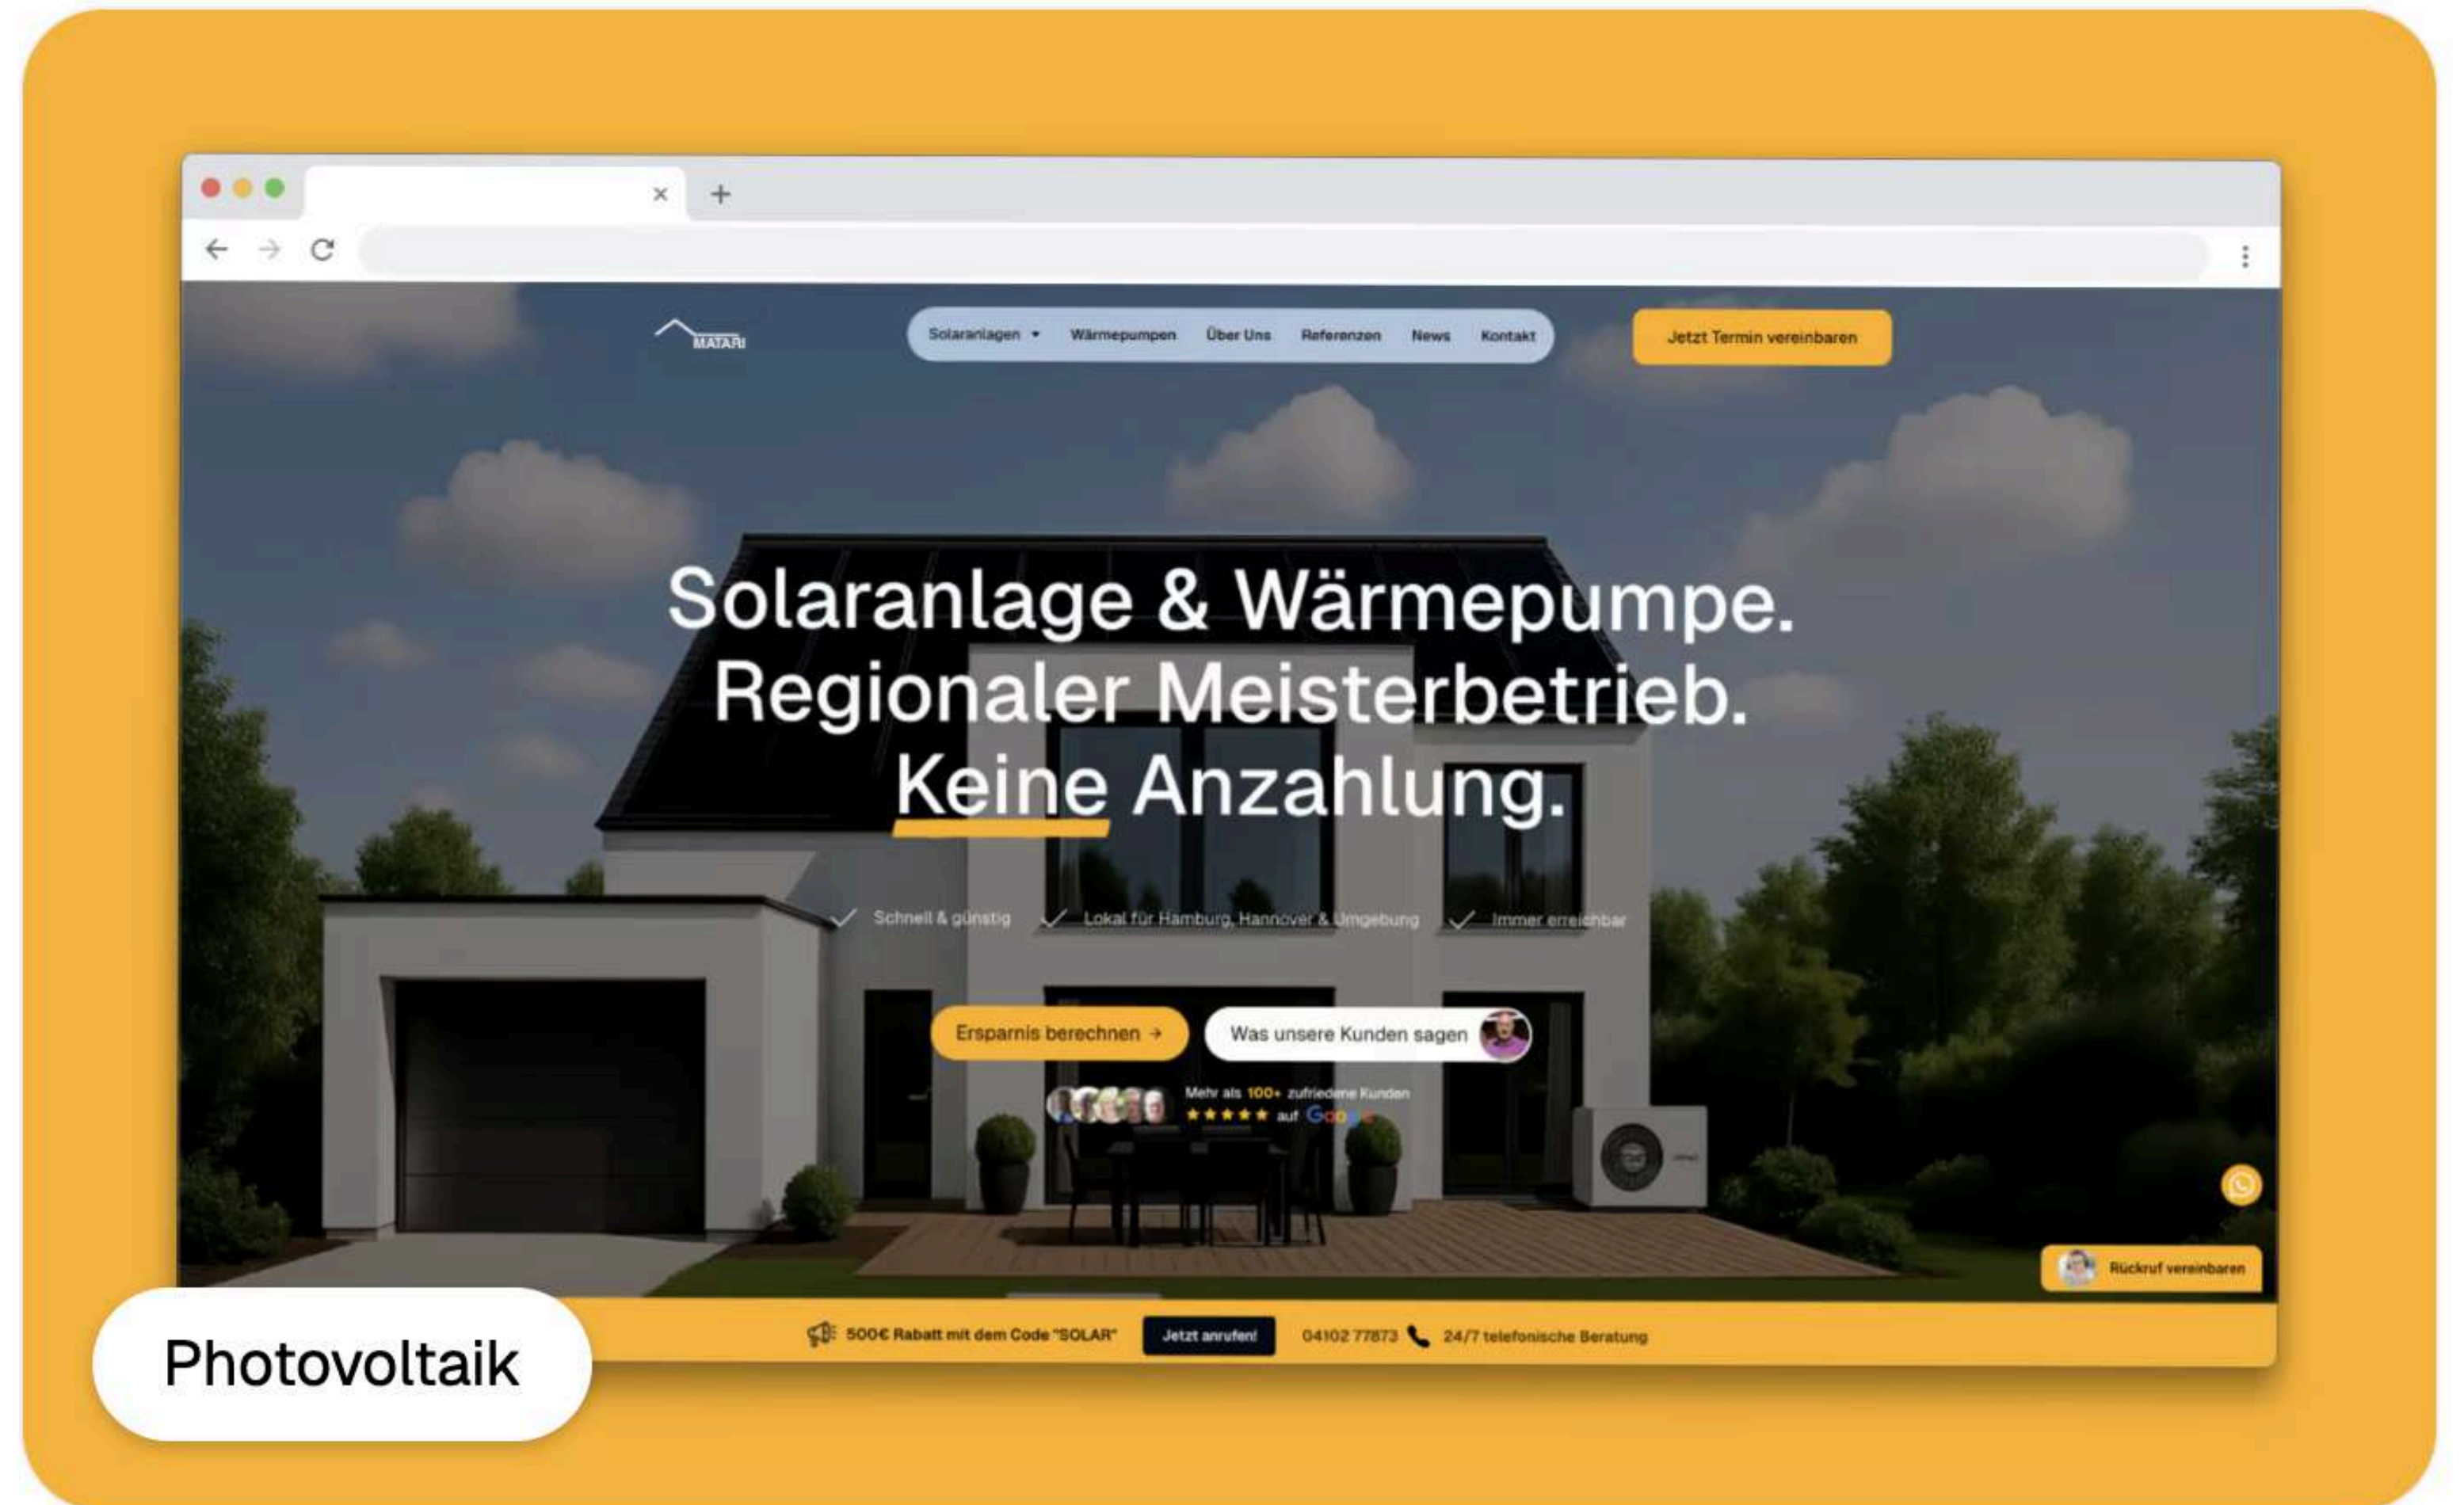 MATARI
Solaranlagen
Wärmepumpen
Über Uns
Referenzen
News
Kontakt
Jetzt Termin vereinbaren
Solaranlage & Wärmepumpe.
Regionaler Meisterbetrieb.
Keine Anzahlung.
Schnell & günstig
Lokal für Hamburg, Hannover & Umgebung
Immer erreichbar
Ersparnis berechnen →
Was unsere Kunden sagen
Mehr als 100+ zufriedene Kunden
★★★★★ auf Google
Rückruf vereinbaren
500€ Rabatt mit dem Code "SOLAR"
Jetzt anrufen!
04102 77873
24/7 telefonische Beratung
Photovoltaik